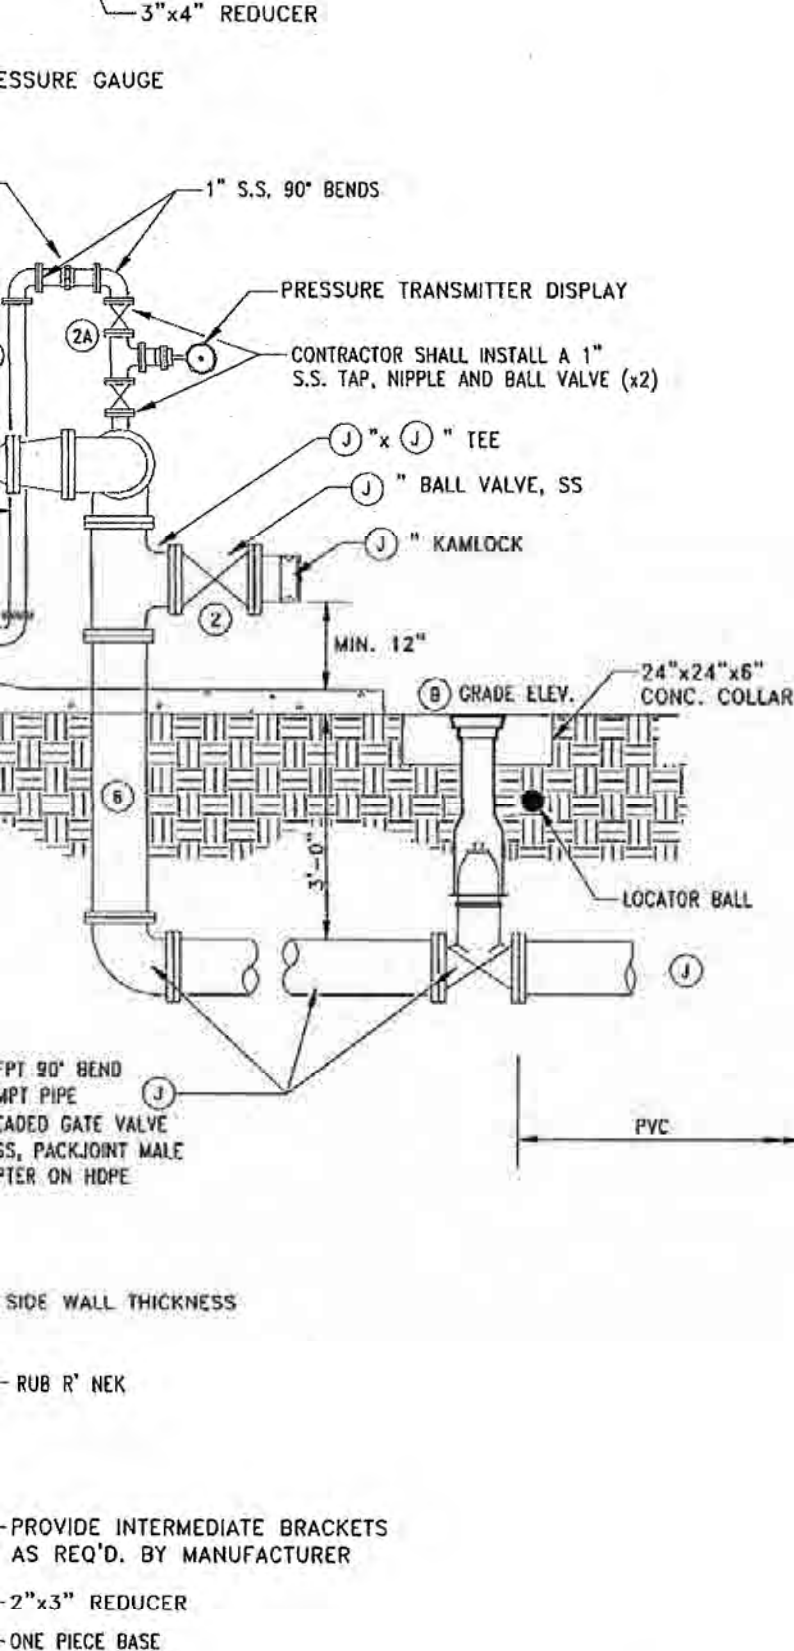 3"x4" REDUCER
ESSURE GAUGE
1" S.S. 90° BENDS
PRESSURE TRANSMITTER DISPLAY
2A
CONTRACTOR SHALL INSTALL A 1"
S.S. TAP, NIPPLE AND BALL VALVE (x2)
J "x J " TEE
J " BALL VALVE, SS
J " KAMLOCK
2
MIN. 12"
24"x24"x6"
CONC. COLLAR
B GRADE ELEV.
6
3'-0"
LOCATOR BALL
J
FPT 90° BEND
MPT PIPE
J
EADED GATE VALVE
SS, PACKJOINT MALE
PTER ON HDPE
PVC
SIDE WALL THICKNESS
RUB R' NEK
PROVIDE INTERMEDIATE BRACKETS
AS REQ'D. BY MANUFACTURER
2"x3" REDUCER
ONE PIECE BASE